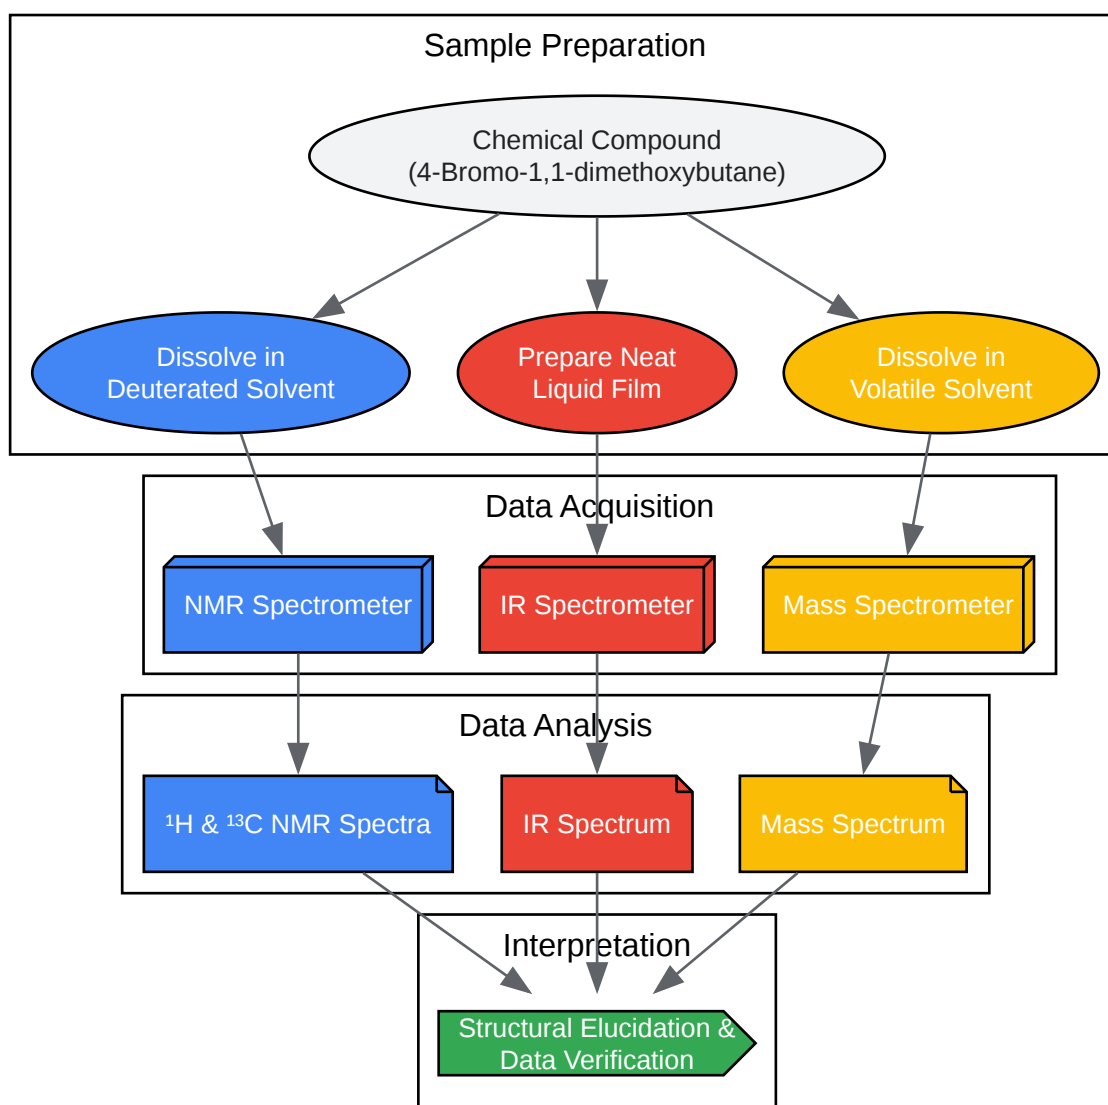 Sample Preparation
Chemical Compound
(4-Bromo-1,1-dimethoxybutane)
Dissolve in
Deuterated Solvent
Prepare Neat
Liquid Film
Dissolve in
Volatile Solvent
Data Acquisition
NMR Spectrometer
IR Spectrometer
Mass Spectrometer
Data Analysis
¹H & ¹³C NMR Spectra
IR Spectrum
Mass Spectrum
Interpretation
Structural Elucidation &
Data Verification